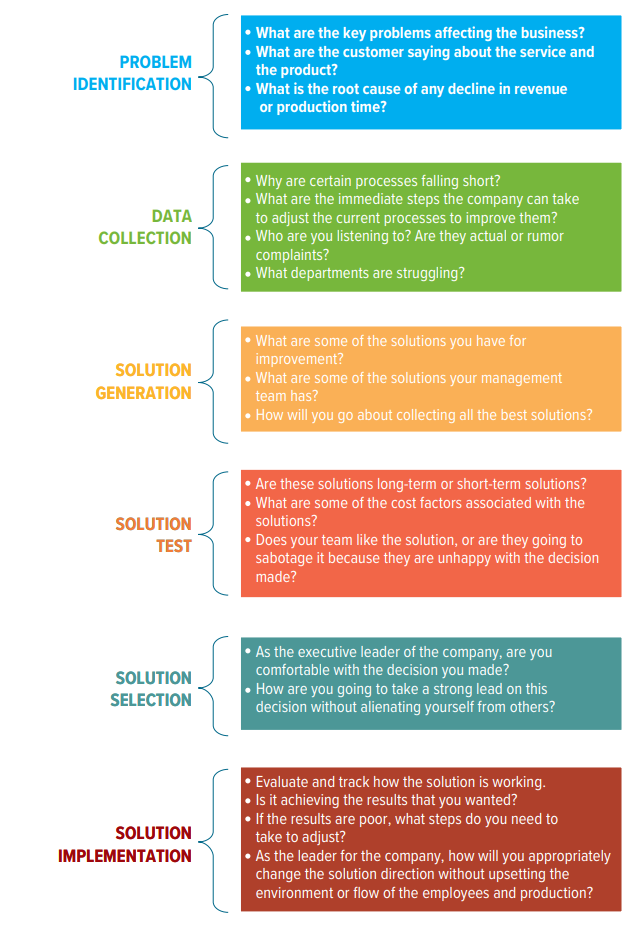 PROBLEM
IDENTIFICATION
• What are the key problems affecting the business?
• What are the customer saying about the service and
the product?
• What is the root cause of any decline in revenue
or production time?
DATA
COLLECTION
• Why are certain processes falling short?
• What are the immediate steps the company can take
to adjust the current processes to improve them?
• Who are you listening to? Are they actual or rumor
complaints?
• What departments are struggling?
SOLUTION
GENERATION
• What are some of the solutions you have for
improvement?
• What are some of the solutions your management
team has?
• How will you go about collecting all the best solutions?
SOLUTION
TEST
• Are these solutions long-term or short-term solutions?
• What are some of the cost factors associated with the
solutions?
• Does your team like the solution, or are they going to
sabotage it because they are unhappy with the decision
made?
SOLUTION
SELECTION
• As the executive leader of the company, are you
comfortable with the decision you made?
• How are you going to take a strong lead on this
decision without alienating yourself from others?
SOLUTION
IMPLEMENTATION
• Evaluate and track how the solution is working.
• Is it achieving the results that you wanted?
• If the results are poor, what steps do you need to
take to adjust?
• As the leader for the company, how will you appropriately
change the solution direction without upsetting the
environment or flow of the employees and production?